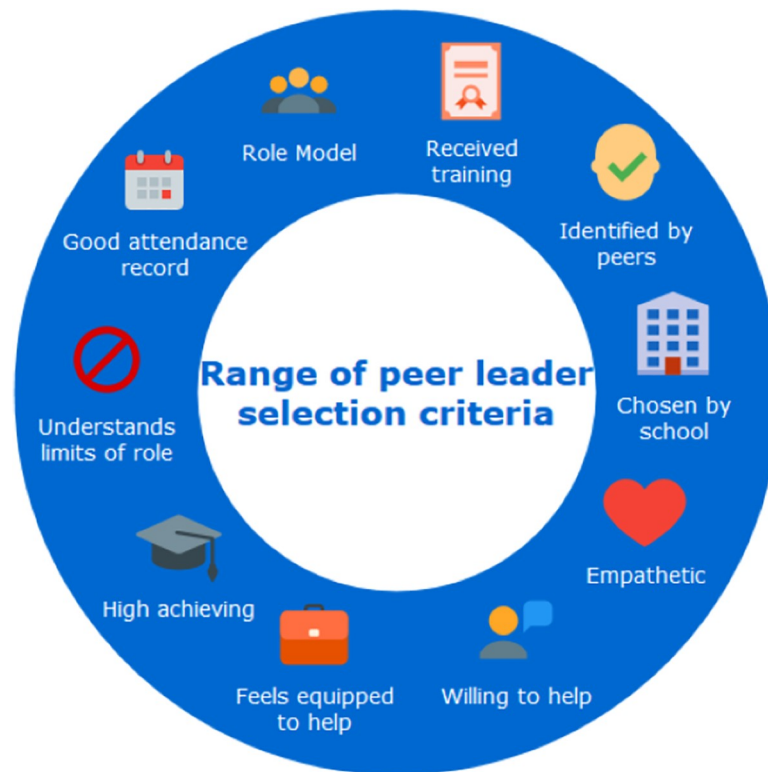 Range of peer leader
selection criteria
Role Model
Received
training
Identified by
peers
Chosen by
school
Empathetic
Willing to help
Feels equipped
to help
High achieving
Understands
limits of role
Good attendance
record